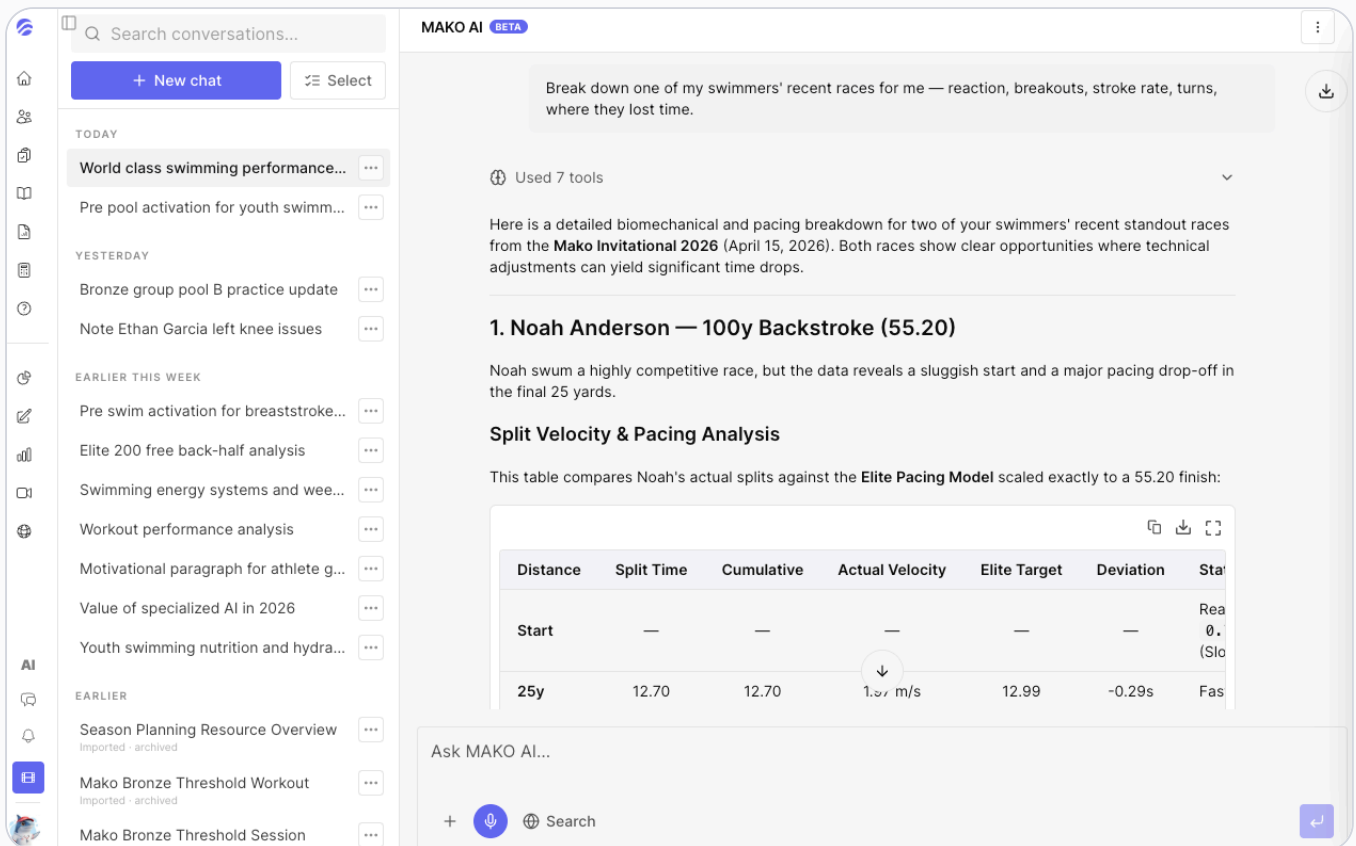 Search conversations...
+ New chat
Select
TODAY
World class swimming performance...
Pre pool activation for youth swimm...
YESTERDAY
Bronze group pool B practice update
Note Ethan Garcia left knee issues
EARLIER THIS WEEK
Pre swim activation for breaststroke...
Elite 200 free back-half analysis
Swimming energy systems and wee...
Workout performance analysis
Motivational paragraph for athlete g...
Value of specialized AI in 2026
Youth swimming nutrition and hydra...
EARLIER
Season Planning Resource Overview
Imported · archived
Mako Bronze Threshold Workout
Imported · archived
Mako Bronze Threshold Session
AI
MAKO AI BETA
Break down one of my swimmers' recent races for me — reaction, breakouts, stroke rate, turns,
where they lost time.
Used 7 tools
Here is a detailed biomechanical and pacing breakdown for two of your swimmers' recent standout races
from the Mako Invitational 2026 (April 15, 2026). Both races show clear opportunities where technical
adjustments can yield significant time drops.
1. Noah Anderson — 100y Backstroke (55.20)
Noah swum a highly competitive race, but the data reveals a sluggish start and a major pacing drop-off in
the final 25 yards.
Split Velocity & Pacing Analysis
This table compares Noah's actual splits against the Elite Pacing Model scaled exactly to a 55.20 finish:
Distance Split Time Cumulative Actual Velocity Elite Target Deviation
Start — — — — —
25y 12.70 12.70 m/s 12.99 -0.29s
Ask MAKO AI...
Search